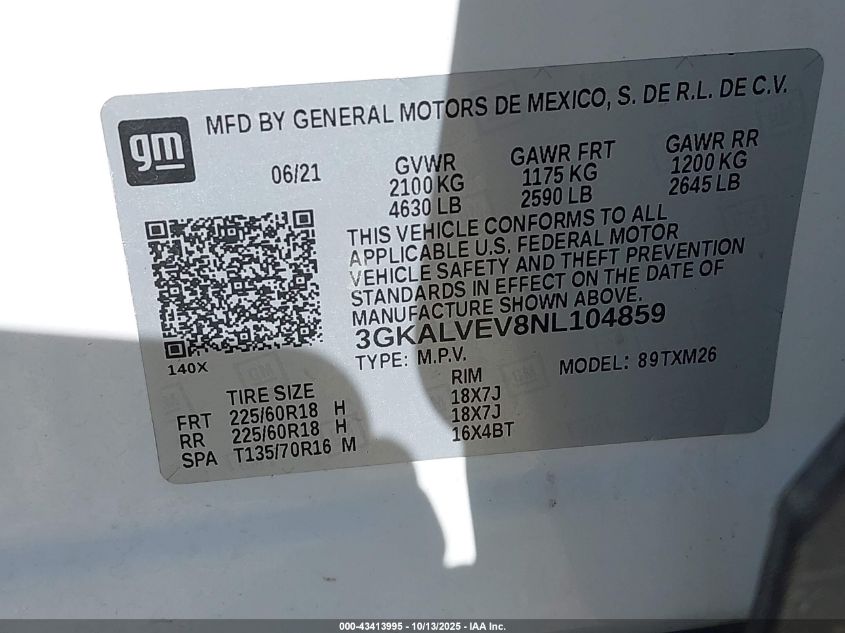 gm
MFD BY GENERAL MOTORS DE MEXICO, S. DE R.L. DE C.V.
06/21
GVWR
2100 KG
4630 LB
GAWR FRT
1175 KG
2590 LB
GAWR RR
1200 KG
2645 LB
THIS VEHICLE CONFORMS TO ALL
APPLICABLE U.S. FEDERAL MOTOR
VEHICLE SAFETY AND THEFT PREVENTION
STANDARDS IN EFFECT ON THE DATE OF
MANUFACTURE SHOWN ABOVE.
3GKALVEV8NL104859
140X
TYPE: M.P.V.
MODEL: 89TXM26
TIRE SIZE RIM
FRT 225/60R18 H 18X7J
RR 225/60R18 H 18X7J
SPA T135/70R16 M 16X4BT
000-43413995 - 10/13/2025 - IAA Inc.